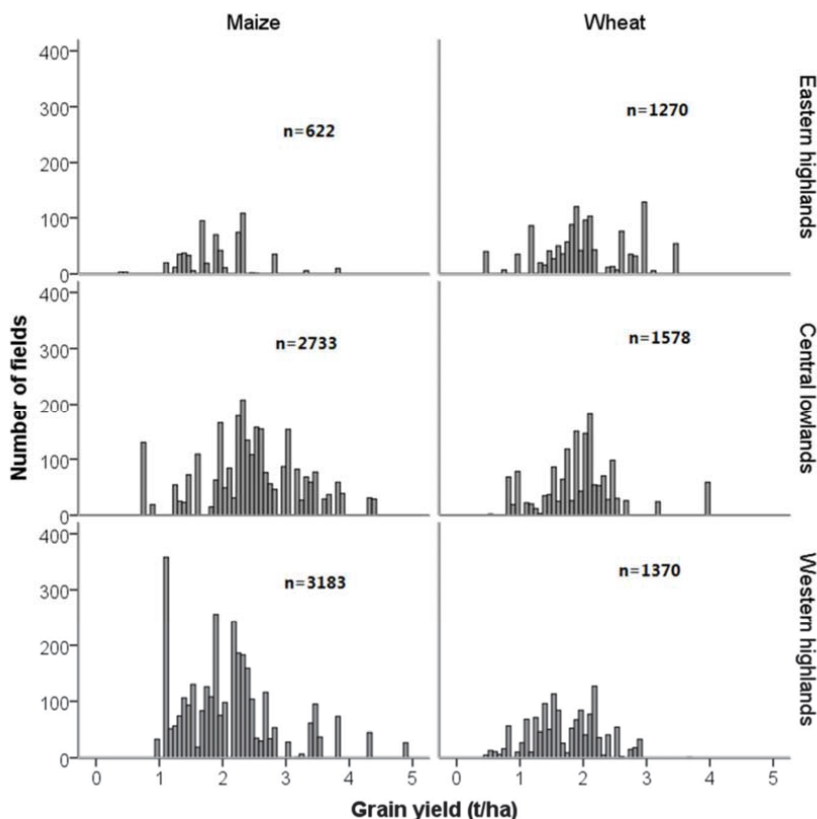 Maize
Wheat
400
300
200
100
0
n=622
n=1270
Eastern highlands
400
300
200
100
0
n=2733
n=1578
Central lowlands
Number of fields
400
300
200
100
0
n=3183
n=1370
Western highlands
0 1 2 3 4 5
0 1 2 3 4 5
Grain yield (t/ha)